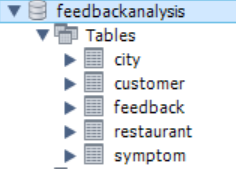 feedbackanalysis
Tables
city
customer
feedback
restaurant
symptom